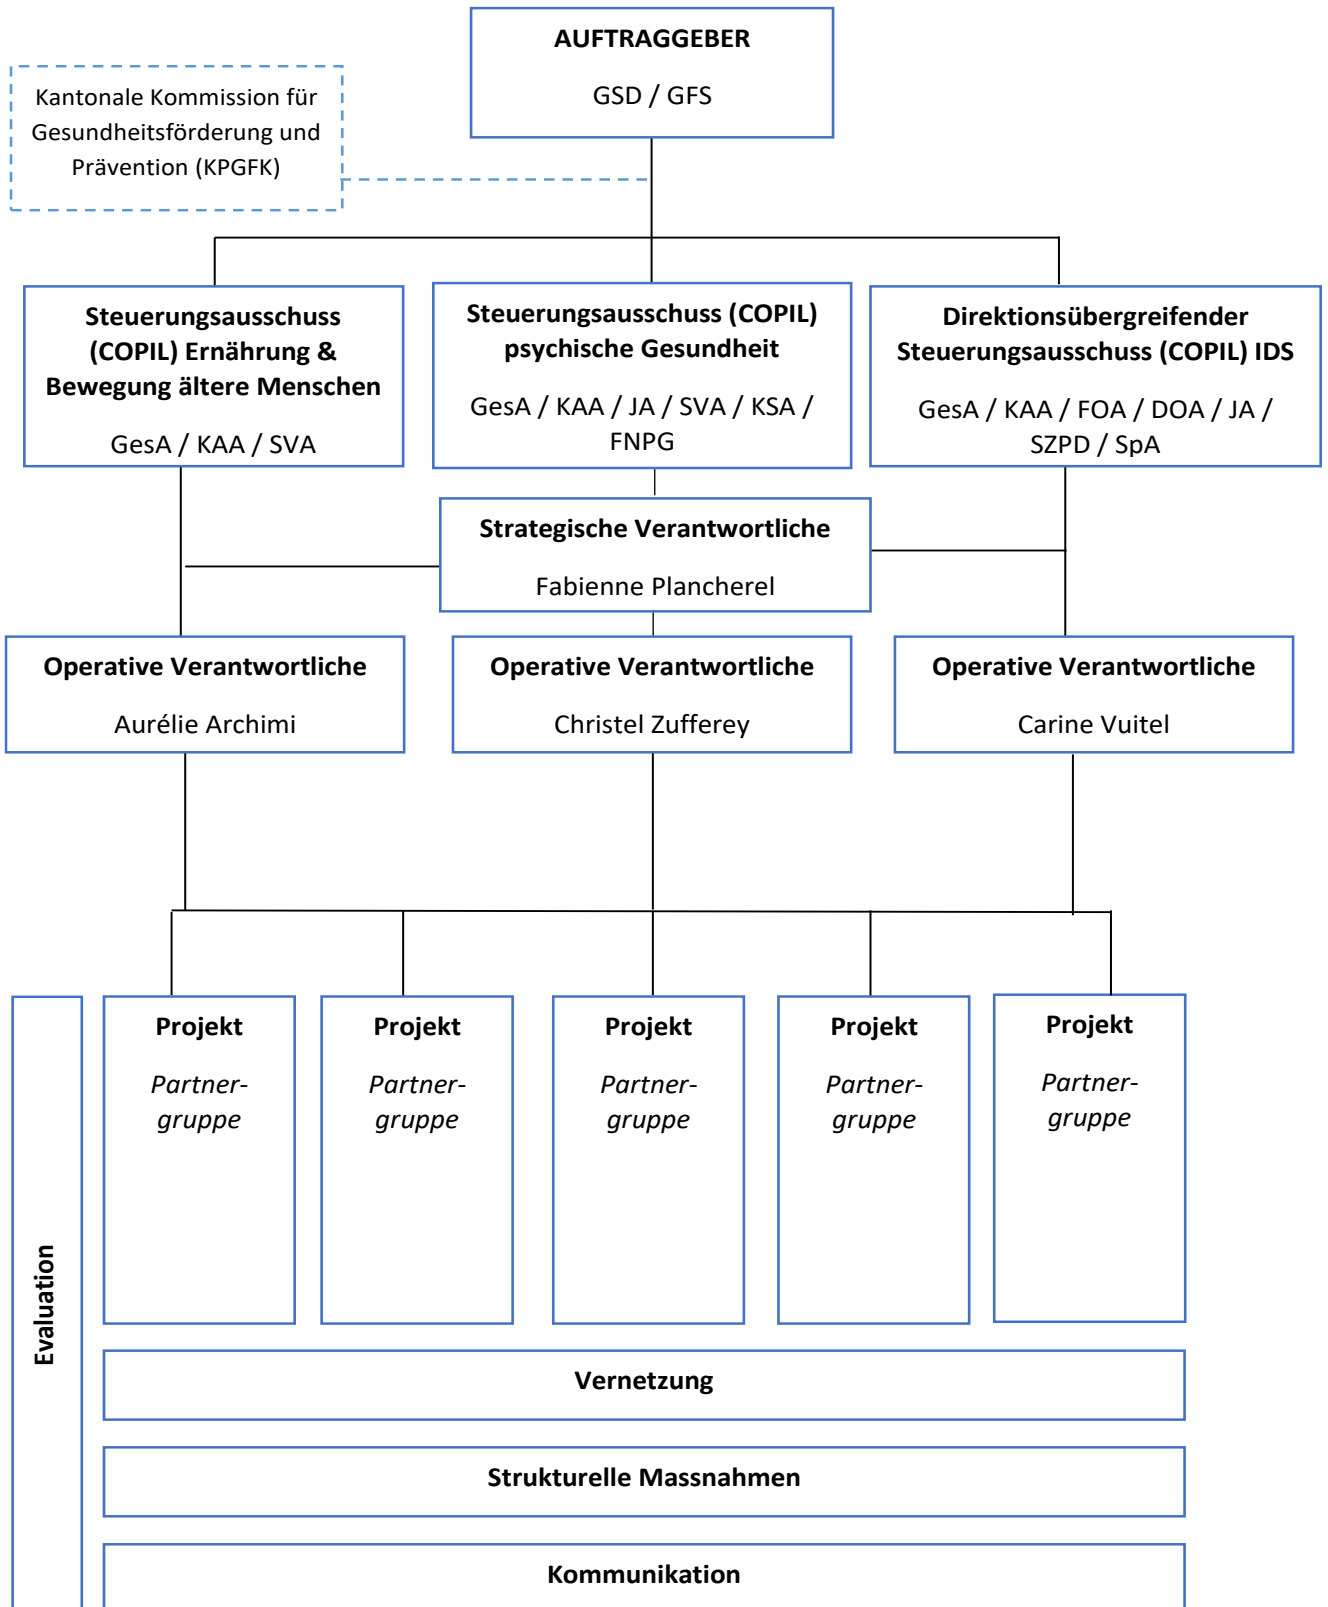 AUFTRAGGEBER
GSD / GFS
Kantonale Kommission für
Gesundheitsförderung und
Prävention (KPGFK)
Steuerungsausschuss
(COPIL) Ernährung &
Bewegung ältere Menschen
GesA / KAA / SVA
Steuerungsausschuss (COPIL)
psychische Gesundheit
GesA / KAA / JA / SVA / KSA /
FNPG
Direktionsübergreifender
Steuerungsausschuss (COPIL) IDS
GesA / KAA / FOA / DOA / JA /
SZPD / SpA
Strategische Verantwortliche
Fabienne Plancherel
Operative Verantwortliche
Aurélie Archimi
Operative Verantwortliche
Christel Zufferey
Operative Verantwortliche
Carine Vuitel
Evaluation
Projekt
Partner-
gruppe
Projekt
Partner-
gruppe
Projekt
Partner-
gruppe
Projekt
Partner-
gruppe
Projekt
Partner-
gruppe
Vernetzung
Strukturelle Massnahmen
Kommunikation